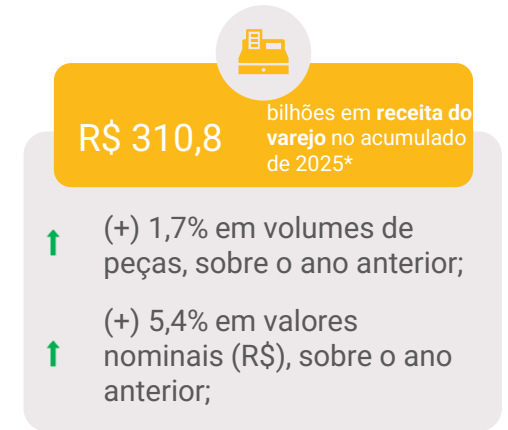 R$ 310,8
bilhões em receita do
varejo no acumulado
de 2025*
(+) 1,7% em volumes de
peças, sobre o ano anterior;
(+) 5,4% em valores
nominais (R$), sobre o ano
anterior;